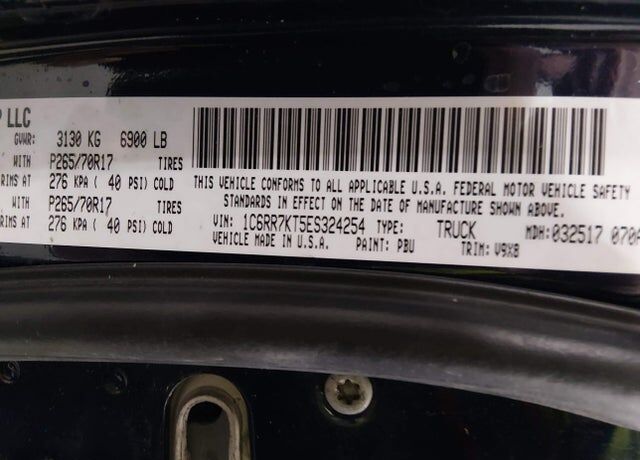 LLC
GVWR: 3130 KG 6900 LB
WITH P265/70R17 TIRES
RIMS AT 276 KPA ( 40 PSI) COLD
WITH P265/70R17 TIRES
RIMS AT 276 KPA ( 40 PSI) COLD
THIS VEHICLE CONFORMS TO ALL APPLICABLE U.S.A. FEDERAL MOTOR VEHICLE SAFETY
STANDARDS IN EFFECT ON THE DATE OF MANUFACTURE SHOWN ABOVE.
VIN: 1C6RR7KT5ES324254 TYPE: TRUCK MDH: 032517 070
VEHICLE MADE IN U.S.A. PAINT: PBU TRIM: V9X8